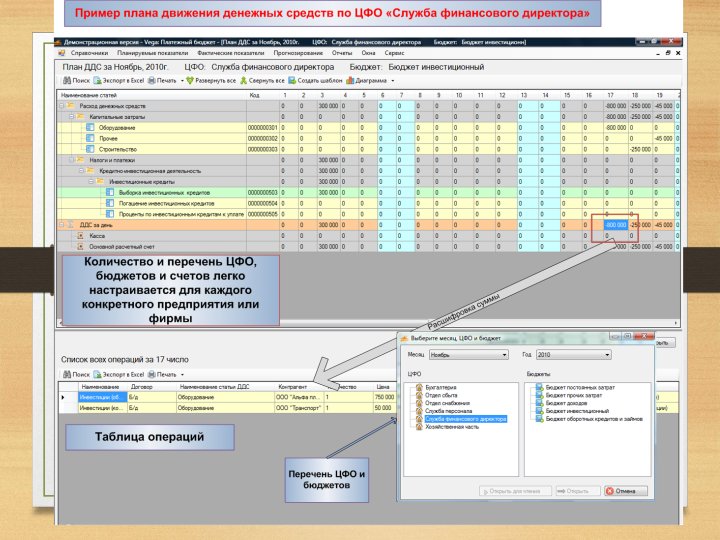 Пример плана движения денежных средств по ЦФО «Служба финансового директора»
Демонстрационная версия - Vega: Платежный бюджет - [План ДДС за Ноябрь, 2010г. ЦФО: Служба финансового директора Бюджет: Бюджет инвестиционн]
Справочники Планируемые показатели Фактические показатели Прогнозирование Отчеты Окна Сервис
План ДДС за Ноябрь, 2010г. ЦФО: Служба финансового директора Бюджет: Бюджет инвестиционный
Поиск Экспорт в Excel Печать Развернуть все Свернуть все Создать шаблон Диаграмма
Наименование статей Код 1 2 3 4 5 6 7 8 9 10 11 12 13 14 15 16 17 18 19 2
Расход денежных средств 0 0 300 000 0 0 0 0 0 0 0 0 0 0 0 0 0 -800 000 -250 000 -45 000 0
Капитальные затраты 0 0 0 0 0 0 0 0 0 0 0 0 0 0 0 0 -800 000 -250 000 -45 000 0
Оборудование 0000000301 0 0 0 0 0 0 0 0 0 0 0 0 0 0 0 0 -800 000 0 0 0
Прочее 0000000302 0 0 0 0 0 0 0 0 0 0 0 0 0 0 0 0 0 0 -45 000 0
Строительство 0000000303 0 0 0 0 0 0 0 0 0 0 0 0 0 0 0 0 0 -250 000 0 0
Налоги и платежи 0 0 300 000 0 0 0 0 0 0 0 0 0 0 0 0 0 0 0 0 0
Кредитно-инвестиционная деятельность 0 0 300 000 0 0 0 0 0 0 0 0 0 0 0 0 0 0 0 0 0
Инвестиционные кредиты 0 0 300 000 0 0 0 0 0 0 0 0 0 0 0 0 0 0 0 0 0
Выборка инвестиционных кредитов 0000000503 0 0 300 000 0 0 0 0 0 0 0 0 0 0 0 0 0 0 0 0 0
Погашение инвестиционных кредитов 0000000504 0 0 0 0 0 0 0 0 0 0 0 0 0 0 0 0 0 0 0 0
Проценты по инвестиционным кредитам к уплате 0000000505 0 0 0 0 0 0 0 0 0 0 0 0 0 0 0 0 0 0 0 0
ДДС за день 0 0 300 000 0 0 0 0 0 0 0 0 0 0 0 0 0 -800 000 -250 000 -45 000 0
Касса 0 0 0 0 0 0 0 0 0 0 0 0 0 0 0 0 0 0 0 0
Основной расчетный счет 0 0 300 000 0 0 0 0 0 0 0 0 0 0 0 0 0 000 -250 000 -45 000 0
Количество и перечень ЦФО,
бюджетов и счетов легко
настраивается для каждого
конкретного предприятия или
фирмы
Расшифровка суммы
Список всех операций за 17 число
Поиск Экспорт в Excel Печать
Наименование Договор Наименование статьи ДДС Контрагент Цена
Инвестиции (об... Б/д Оборудование ООО "Альфа пл... 1 750 000
Инвестиции (ко... Б/д Оборудование ООО "Транспорт" 1 50 000
Таблица операций
Перечень ЦФО и
бюджетов
Выберите месяц, ЦФО и бюджет
Месяц Ноябрь Год 2010
ЦФО Бюджеты
Бухгалтерия Бюджет постоянных затрат
Отдел сбыта Бюджет прочих затрат
Отдел снабжения Бюджет доходов
Служба персонала Бюджет инвестиционный
Служба финансового директора Бюджет оборотных кредитов и займов
Хозяйственная часть
Открыть для чтения Открыть Отмена